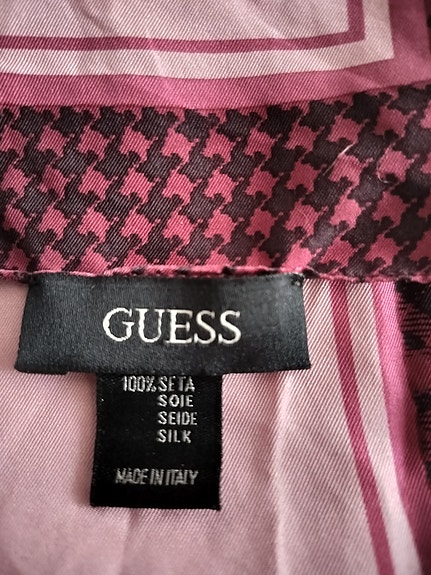 GUESS
100% SETA
SOIE
SEIDE
SILK
MADE IN ITALY